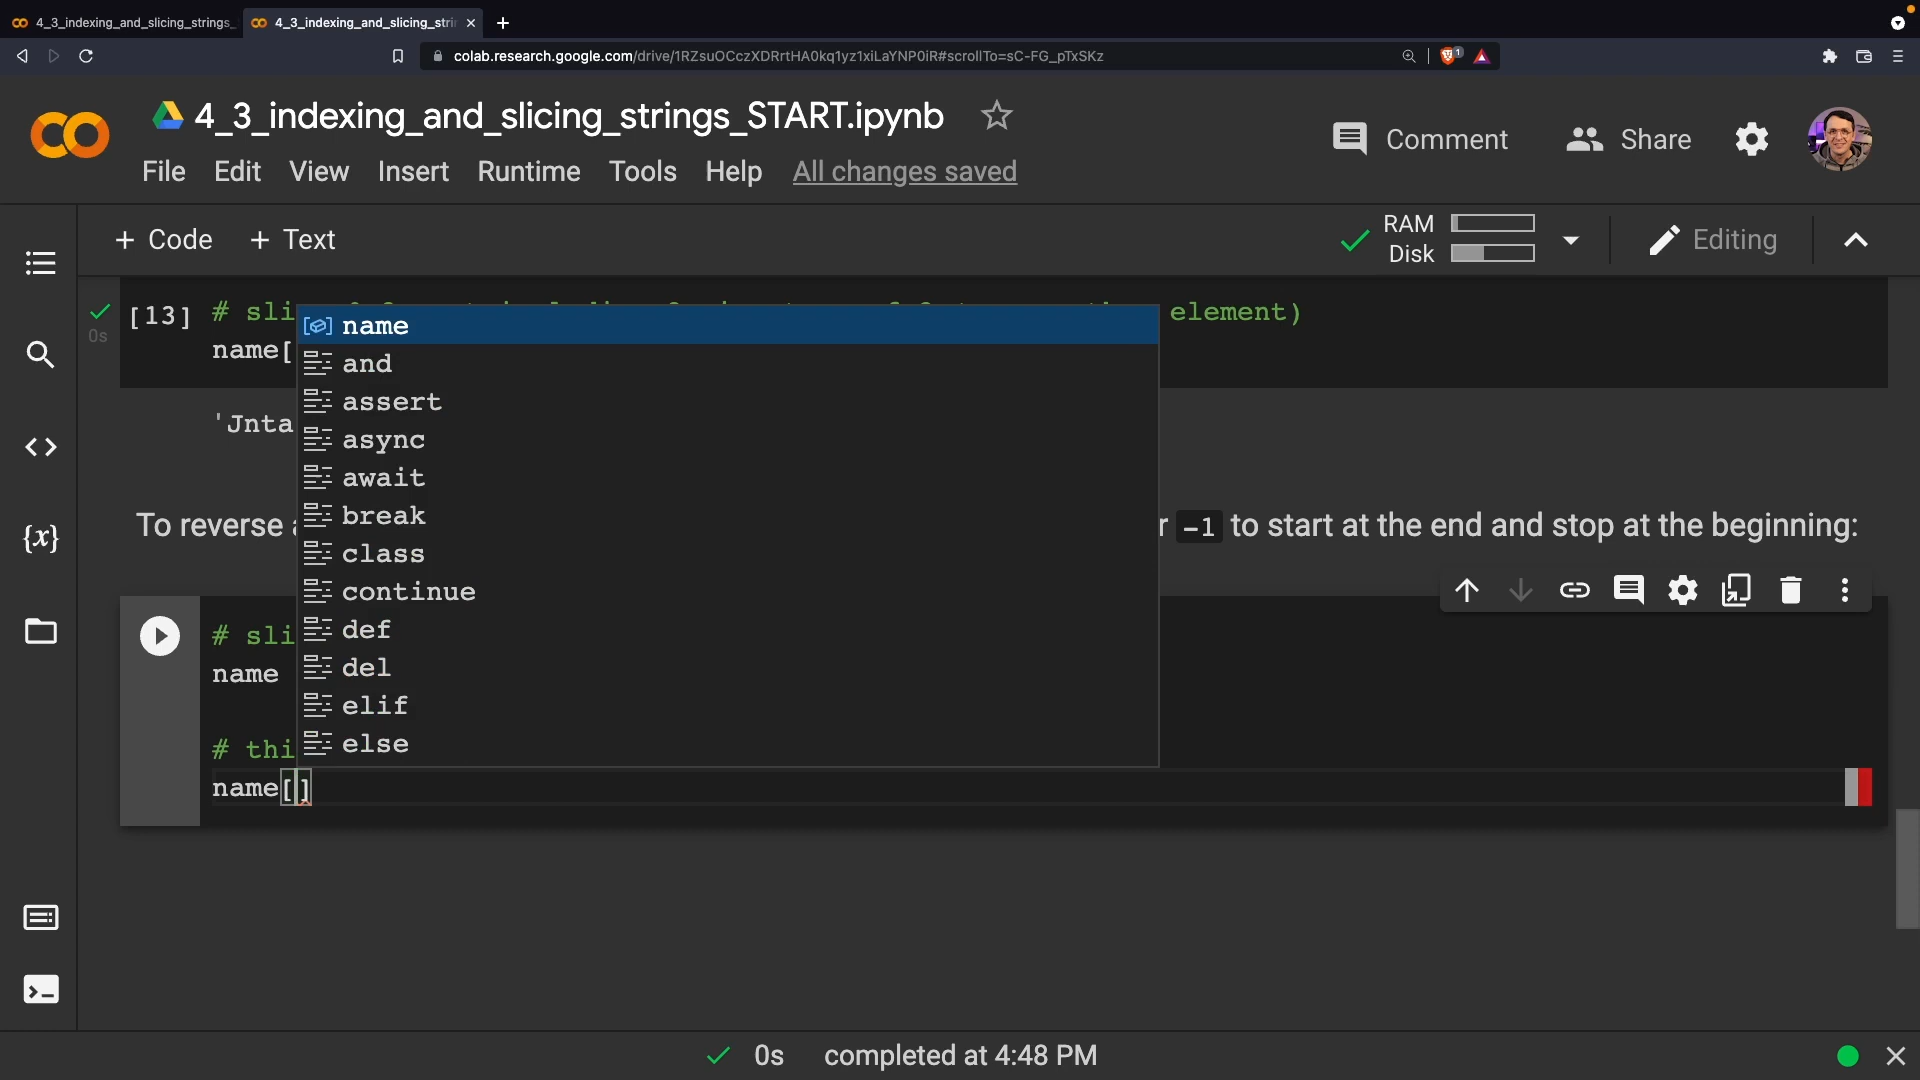 4_3_indexing_and_slicing_strings_
4_3_indexing_and_slicing_stri
colab.research.google.com/drive/1RZsuOCczXDRrtHA0kq1yz1xiLaYNP0iR#scrollTo=sC-FG_pTxSKz
1
4_3_indexing_and_slicing_strings_START.ipynb
Comment
Share
File Edit View Insert Runtime Tools Help All changes saved
+ Code + Text
RAM
Disk
Editing
[13] # sli element)
0s
name[
'Jnta
name
and
assert
async
await
break
class
continue
def
del
elif
else
To reverse r -1 to start at the end and stop at the beginning:
# sli
name
# thi
name[]
0s completed at 4:48 PM